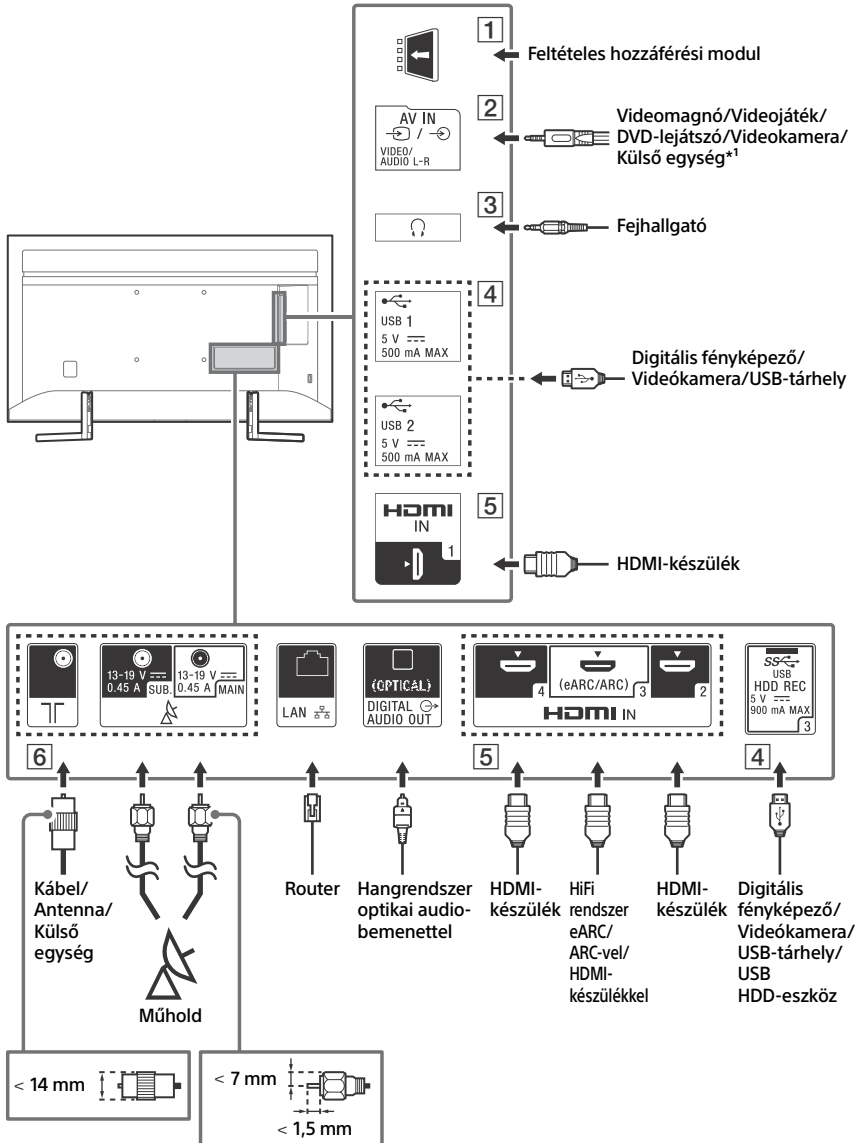 1
Feltételes hozzáférési modul
2
AV IN
/
VIDEO/
AUDIO L-R
Videomagnó/Videojáték/
DVD-lejátszó/Videokamera/
Külső egység*1
3
Fejhallgató
4
USB 1
5 V
500 mA MAX
USB 2
5 V
500 mA MAX
Digitális fényképező/
Videókamera/USB-tárhely
5
HDMI
IN
1
HDMI-készülék
13-19 V
0.45 A
SUB.
13-19 V
0.45 A
MAIN
LAN
(OPTICAL)
DIGITAL
AUDIO OUT
4
(eARC/ARC)
3
2
HDMI IN
SS
USB
HDD REC
5 V
900 mA MAX
3
6
5
4
Kábel/
Antenna/
Külső
egység
Műhold
Router
Hangrendszer
optikai audio-
bemenettel
HDMI-
készülék
HiFi
rendszer
eARC/
ARC-vel/
HDMI-
készülékkel
HDMI-
készülék
Digitális
fényképező/
Videókamera/
USB-tárhely/
USB
HDD-eszköz
< 14 mm
< 7 mm
< 1,5 mm